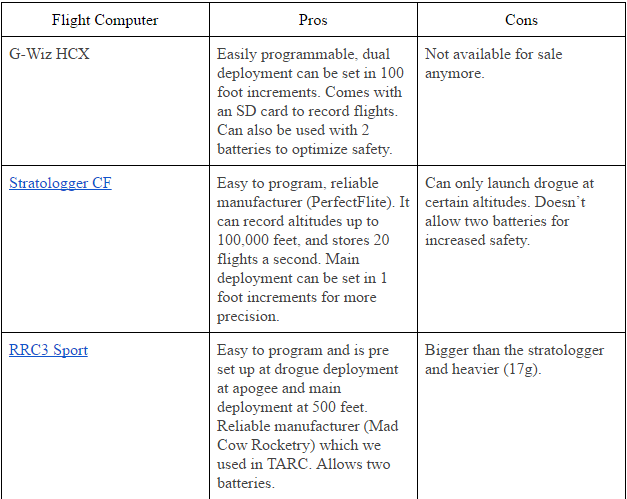 Flight Computer
Pros
Cons
G-Wiz HCX
Easily programmable, dual
deployment can be set in 100
foot increments. Comes with
an SD card to record flights.
Can also be used with 2
batteries to optimize safety.
Not available for sale
anymore.
Stratologger CF
Easy to program, reliable
manufacturer (PerfectFlite). It
can record altitudes up to
100,000 feet, and stores 20
flights a second. Main
deployment can be set in 1
foot increments for more
precision.
Can only launch drogue at
certain altitudes. Doesn’t
allow two batteries for
increased safety.
RRC3 Sport
Easy to program and is pre
set up at drogue deployment
at apogee and main
deployment at 500 feet.
Reliable manufacturer (Mad
Cow Rocketry) which we
used in TARC. Allows two
batteries.
Bigger than the stratologger
and heavier (17g).